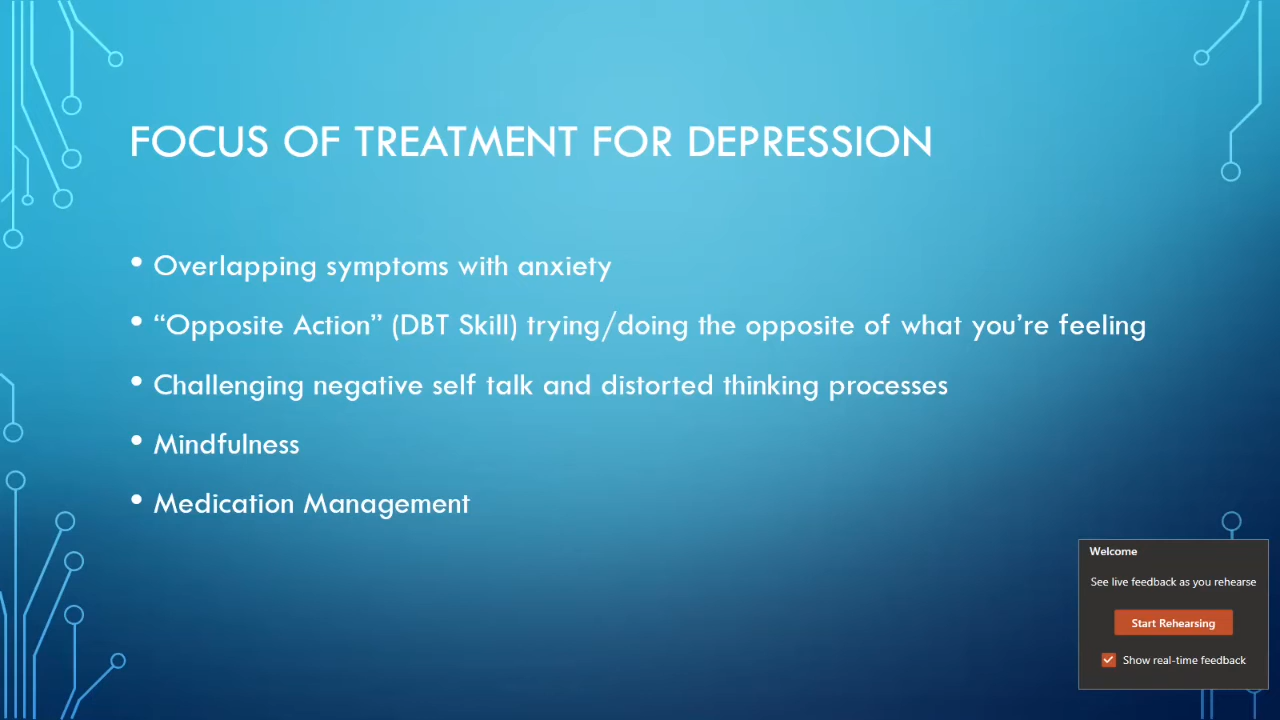 FOCUS OF TREATMENT FOR DEPRESSION
• Overlapping symptoms with anxiety
• “Opposite Action” (DBT Skill) trying/doing the opposite of what you’re feeling
• Challenging negative self talk and distorted thinking processes
• Mindfulness
• Medication Management
Welcome
See live feedback as you rehearse
Start Rehearsing
Show real-time feedback